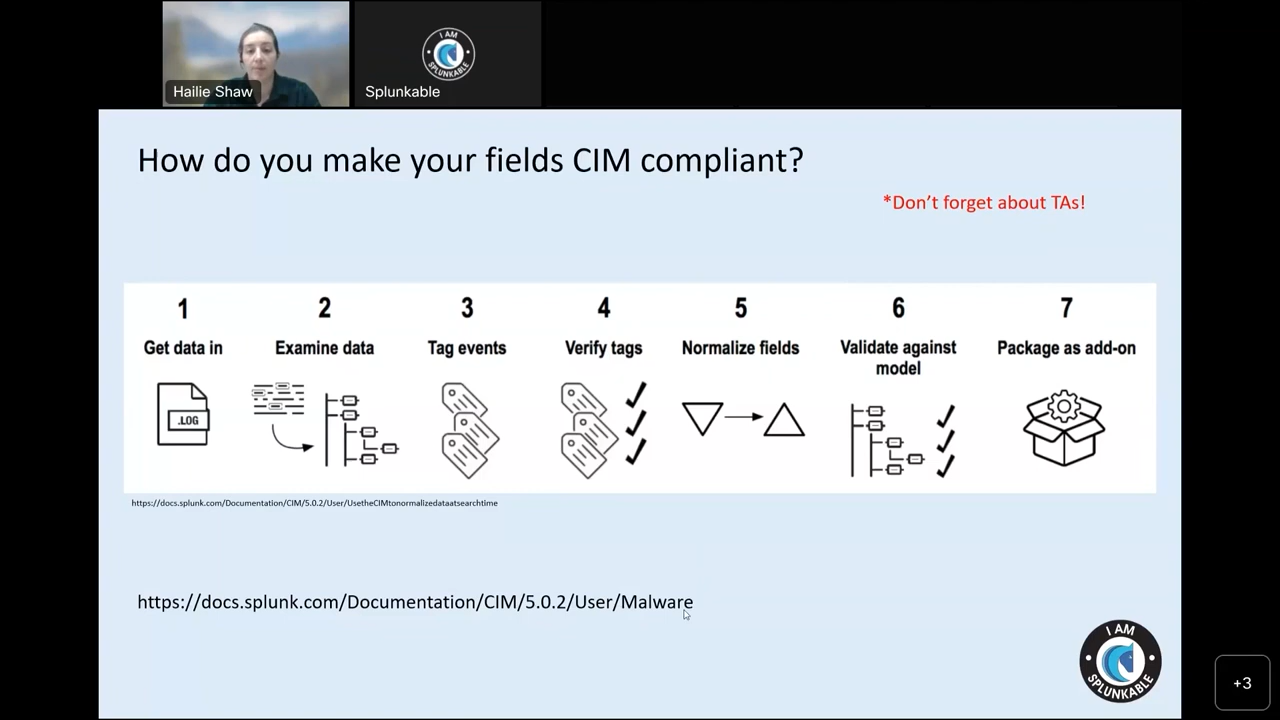 I AM
SPLUNKABLE
Hailie Shaw
Splunkable
How do you make your fields CIM compliant?
*Don't forget about TAs!
1 2 3 4 5 6 7
Get data in Examine data Tag events Verify tags Normalize fields Validate against model Package as add-on
.LOG
https://docs.splunk.com/Documentation/CIM/5.0.2/User/UsetheCIMtonormalizedataatsearchtime
https://docs.splunk.com/Documentation/CIM/5.0.2/User/Malware
I AM
SPLUNKABLE
+3